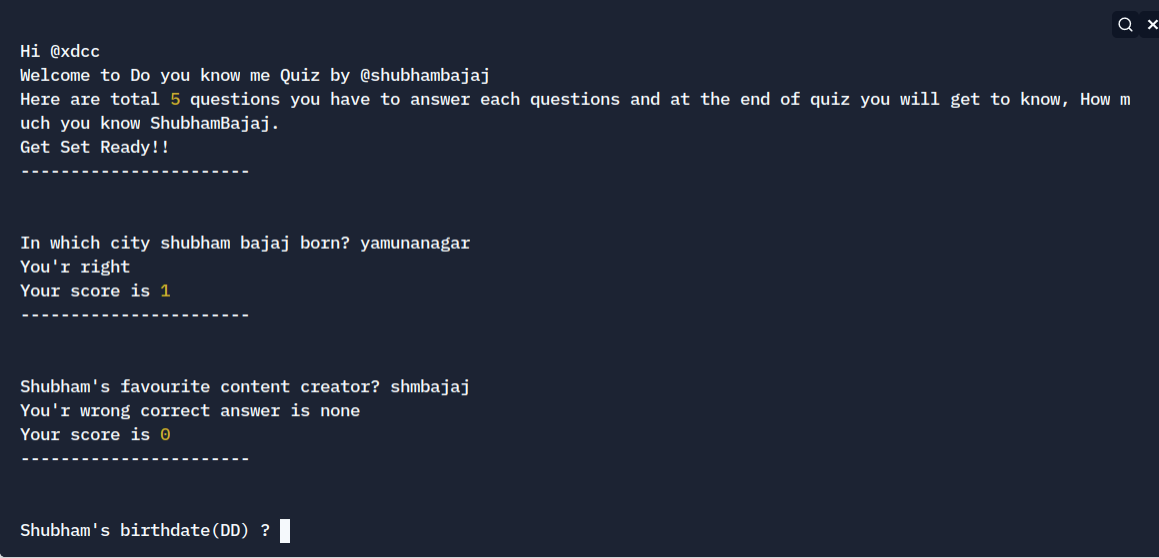 Hi @xdcc
Welcome to Do you know me Quiz by @shubhambajaj
Here are total 5 questions you have to answer each questions and at the end of quiz you will get to know, How m
uch you know ShubhamBajaj.
Get Set Ready!!
-----------------------
In which city shubham bajaj born? yamunanagar
You'r right
Your score is 1
-----------------------
Shubham's favourite content creator? shmbajaj
You'r wrong correct answer is none
Your score is 0
-----------------------
Shubham's birthdate(DD) ?